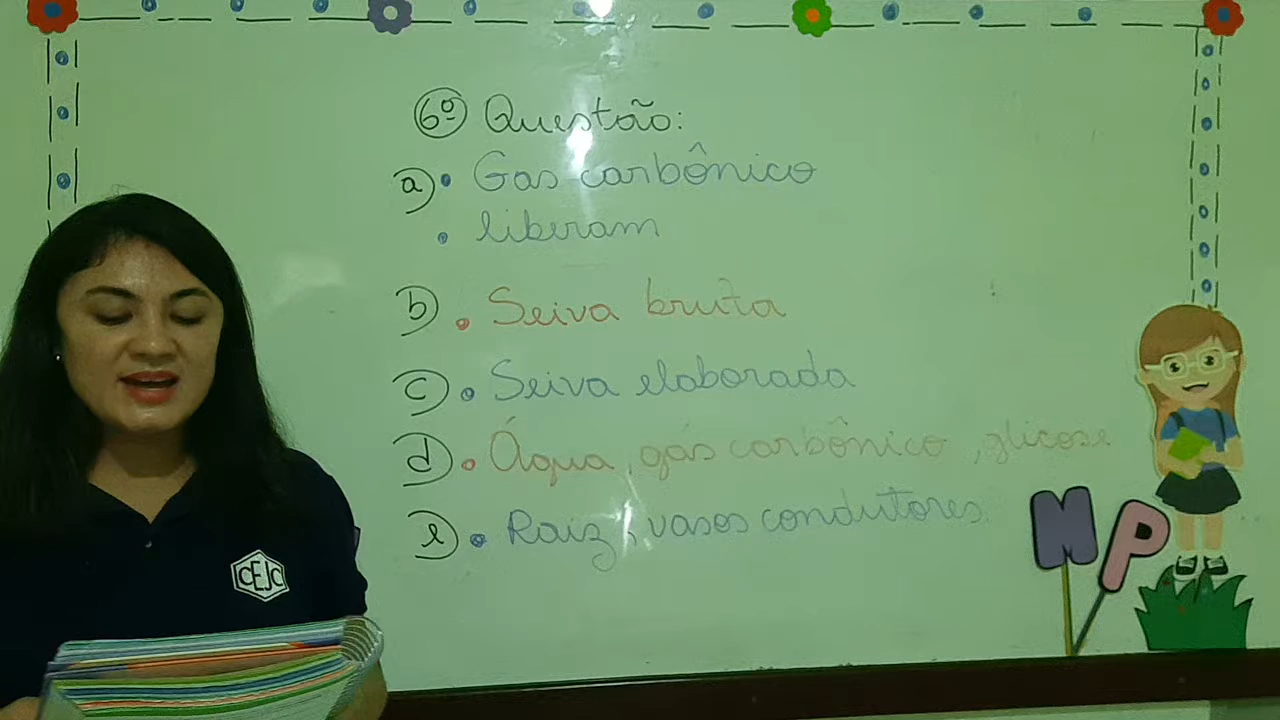 6º Questão:
a) • Gás carbônico
• liberam
b) • Seiva bruta
c) • Seiva elaborada
d) • Água, gás carbônico, glicose
e) • Raiz, vasos condutores.
CEJC
M P